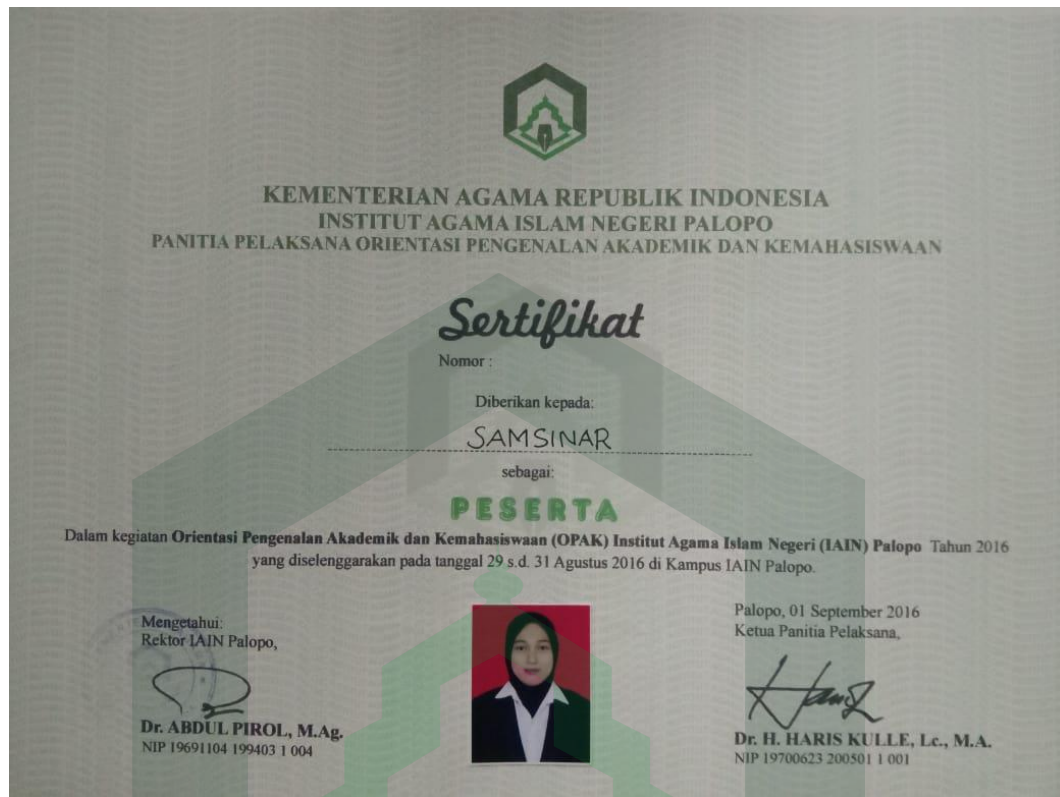 KEMENTERIAN AGAMA REPUBLIK INDONESIA
INSTITUT AGAMA ISLAM NEGERI PALOPO
PANITIA PELAKSANA ORIENTASI PENGENALAN AKADEMIK DAN KEMAHASISWAAN
Sertifikat
Nomor :
Diberikan kepada:
SAMSINAR
sebagai:
PESERTA
Dalam kegiatan Orientasi Pengenalan Akademik dan Kemahasiswaan (OPAK) Institut Agama Islam Negeri (IAIN) Palopo Tahun 2016
yang diselenggarakan pada tanggal 29 s.d. 31 Agustus 2016 di Kampus IAIN Palopo.
Mengetahui:
Rektor IAIN Palopo,
Dr. ABDUL PIROL, M.Ag.
NIP 19691104 199403 1 004
Palopo, 01 September 2016
Ketua Panitia Pelaksana,
Dr. H. HARIS KULLE, Lc., M.A.
NIP 19700623 200501 1 001